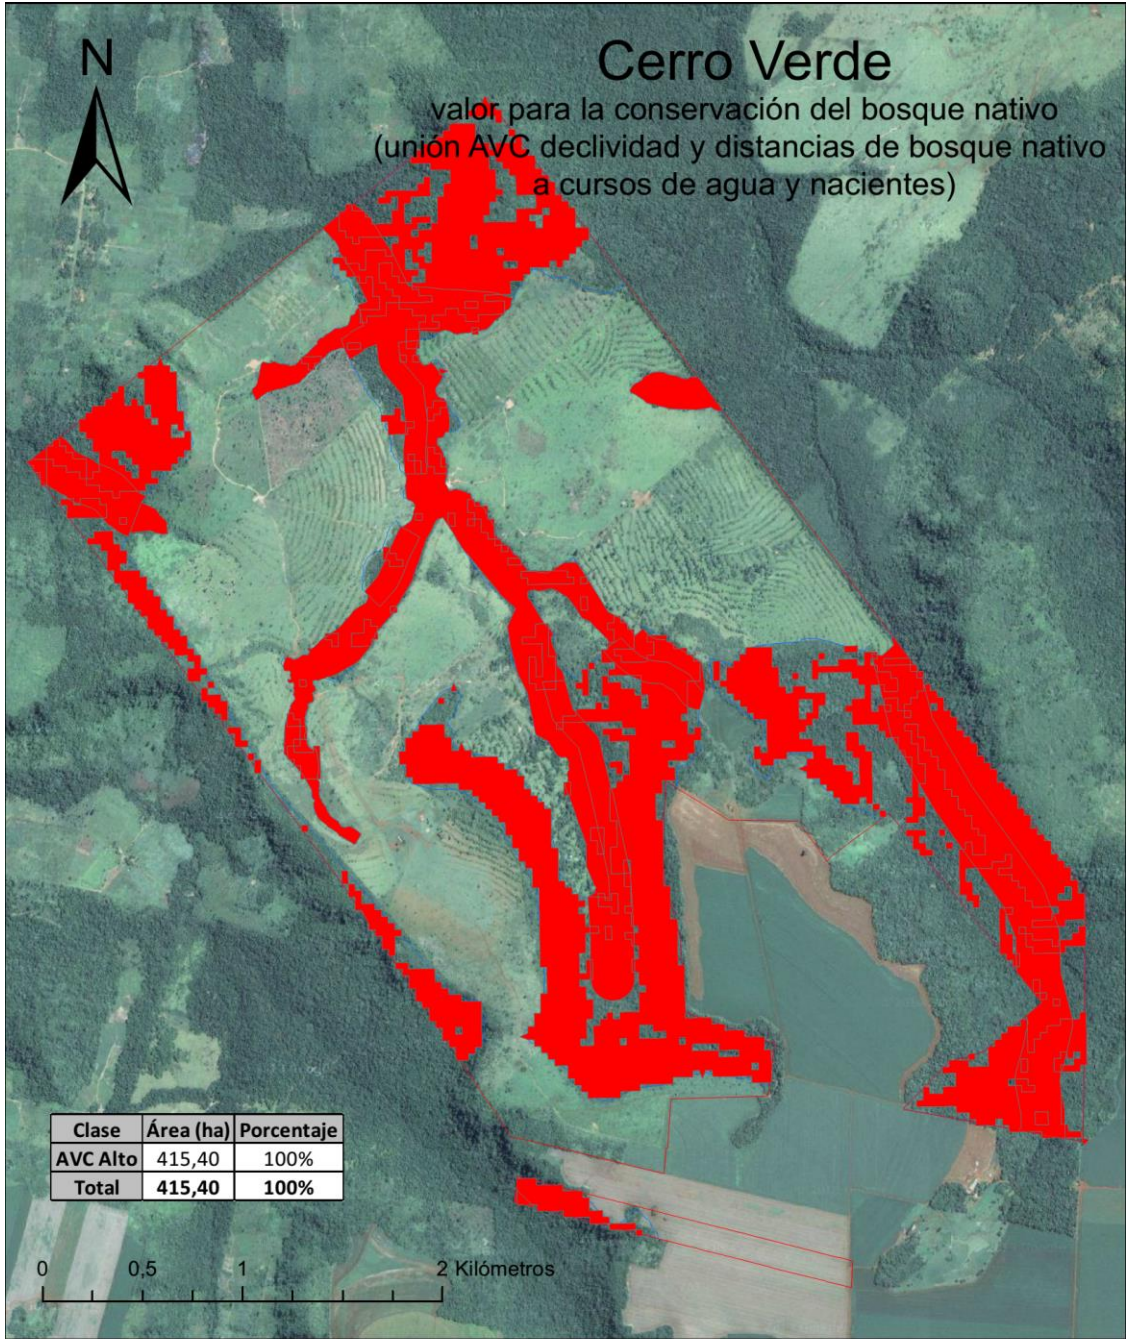 N
Cerro Verde
valor para la conservación del bosque nativo
(unión AVC declividad y distancias de bosque nativo
a cursos de agua y nacientes)
Clase Área (ha) Porcentaje
AVC Alto 415,40 100%
Total 415,40 100%
0 0,5 1 2 Kilómetros